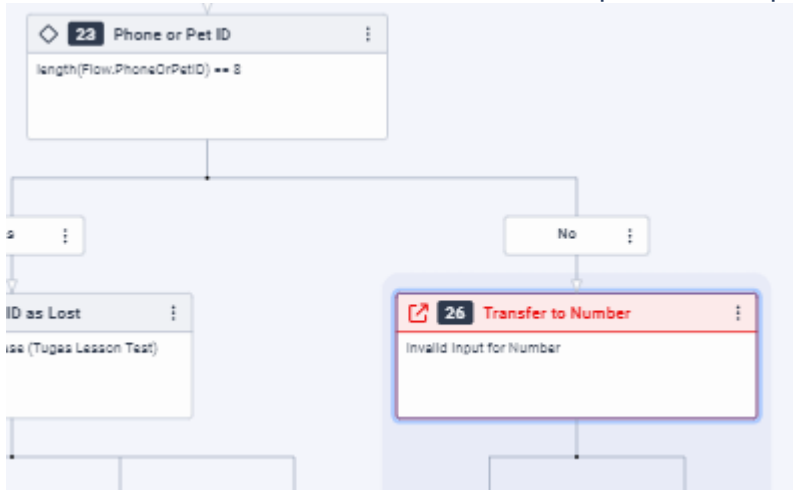 23 Phone or Pet ID
length(Flow.PhoneOrPetID) == 8
s
No
ID as Lost
ase (Tugas Lesson Test)
26 Transfer to Number
Invalid input for Number